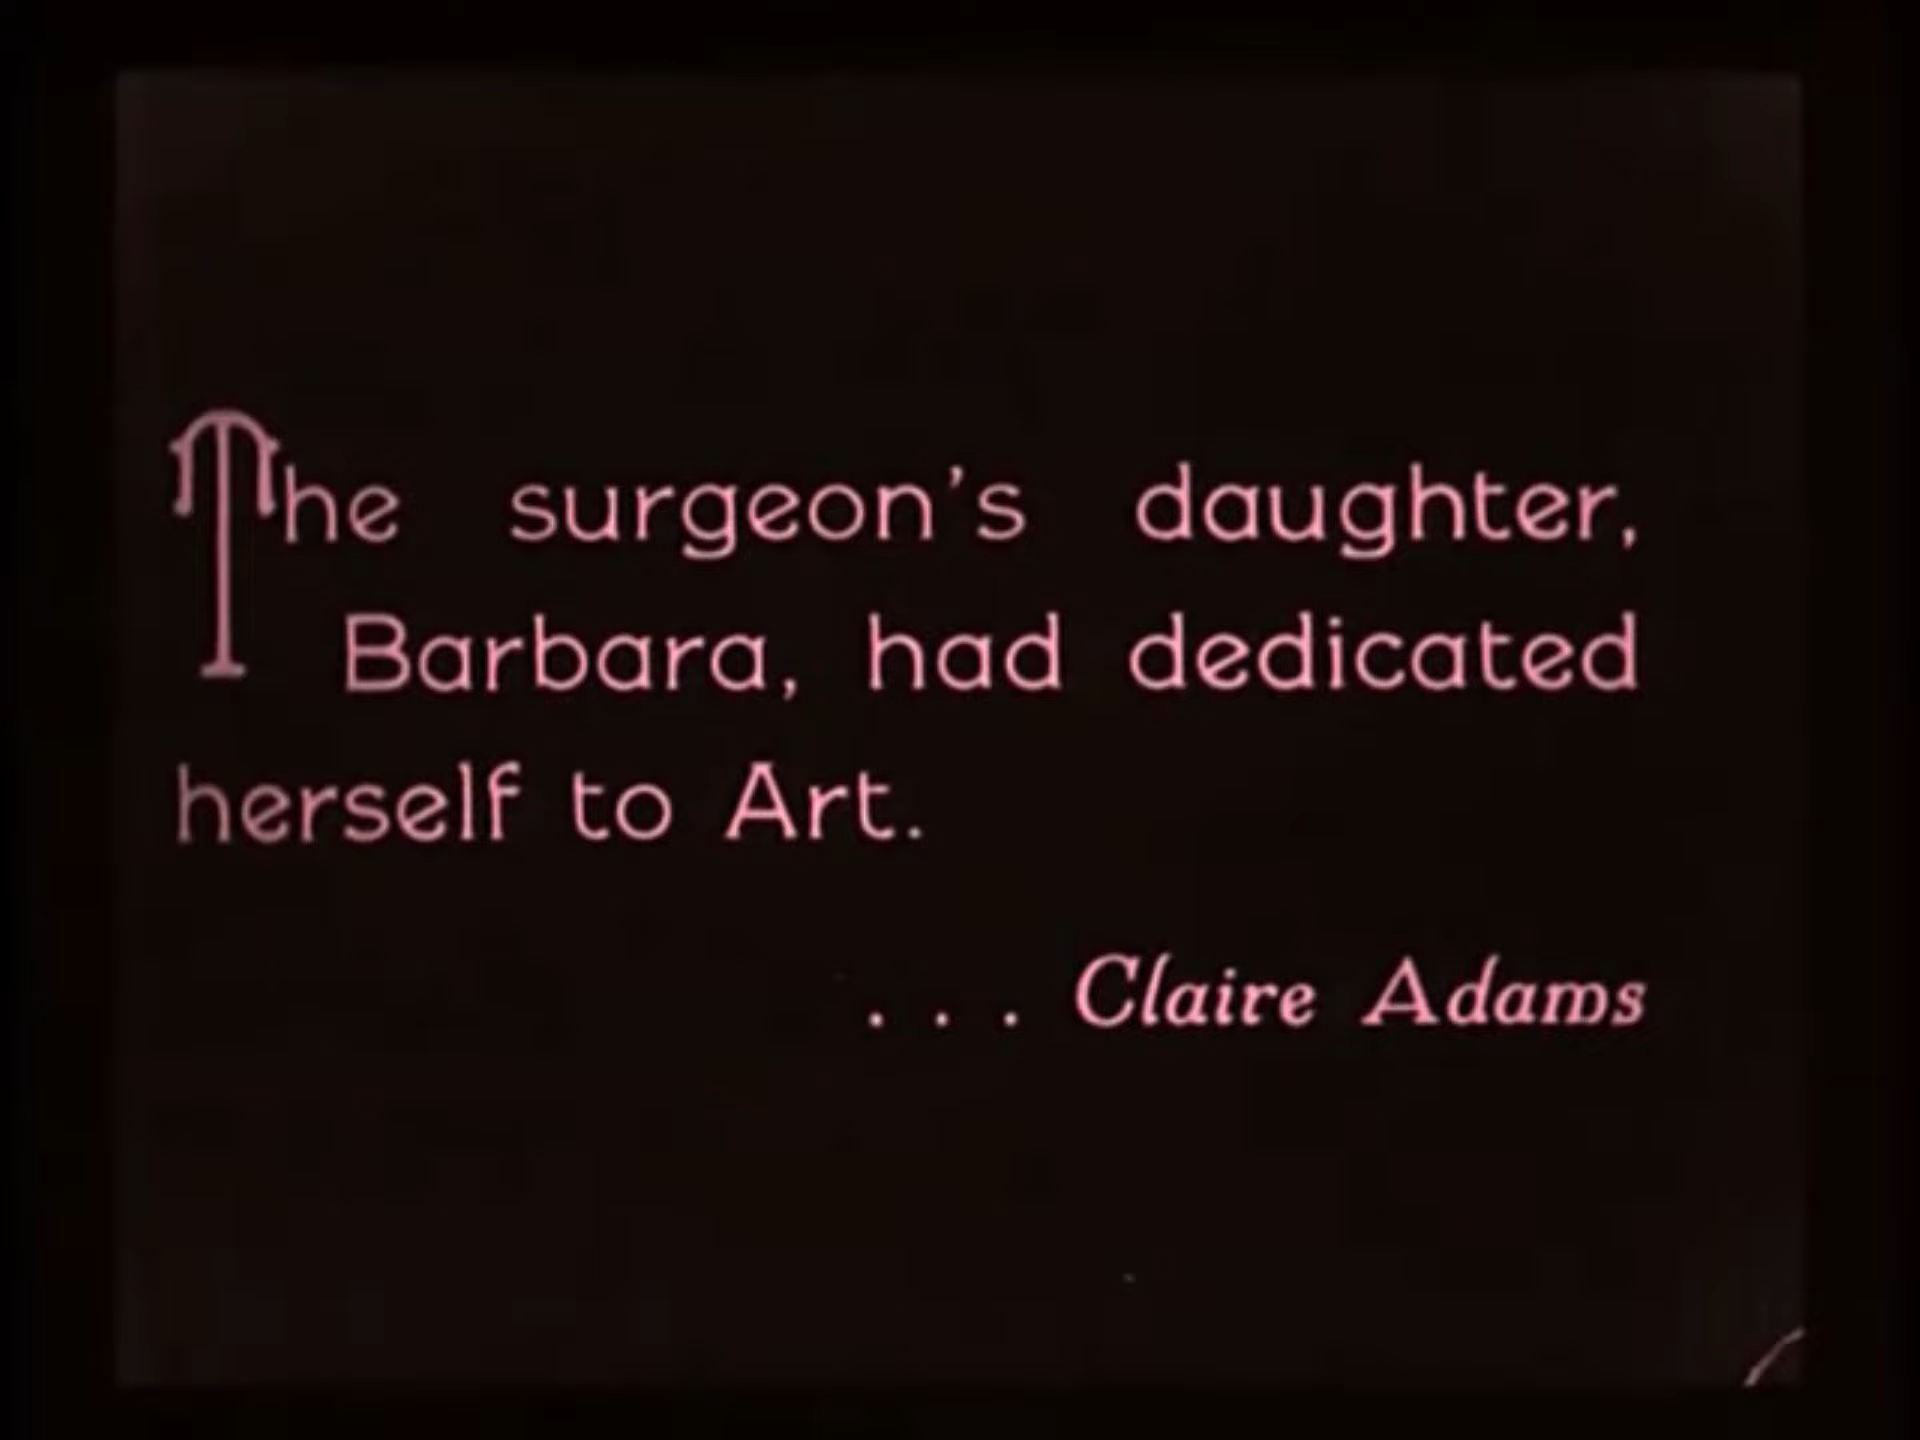 The surgeon's daughter,
Barbara, had dedicated
herself to Art.
. . . Claire Adams